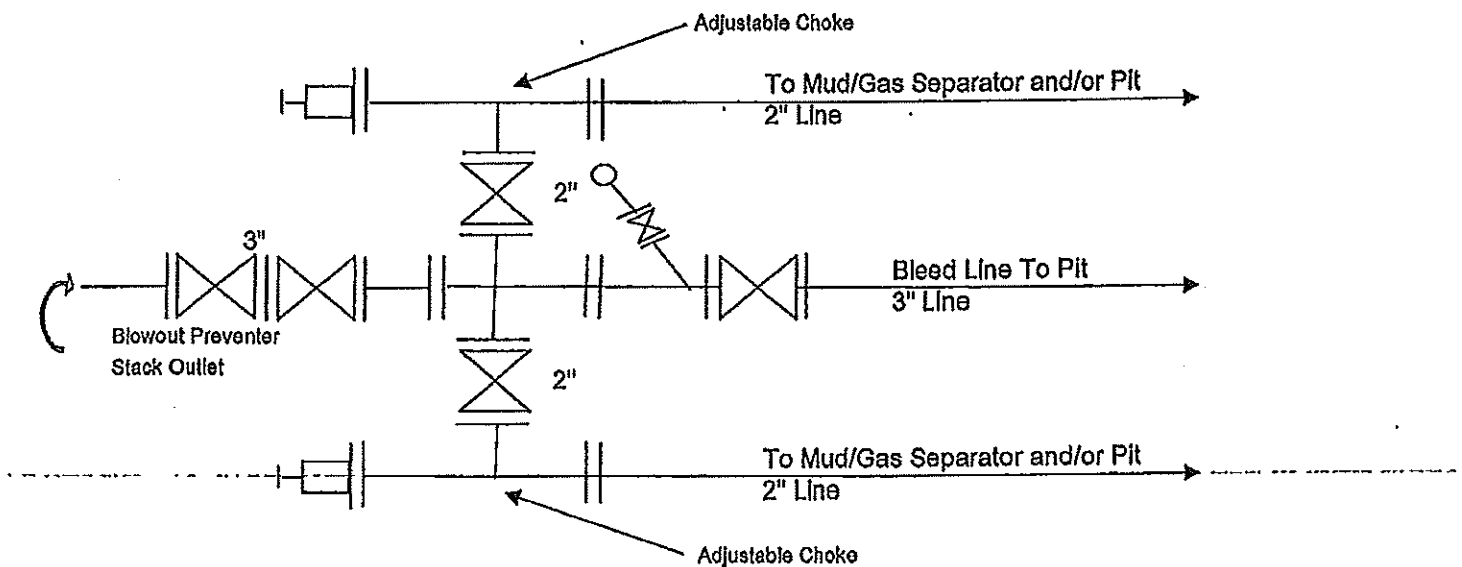 Adjustable Choke
To Mud/Gas Separator and/or Pit
2" Line
2"
3"
Bleed Line To Pit
3" Line
Blowout Preventer
Stack Outlet
2"
To Mud/Gas Separator and/or Pit
2" Line
Adjustable Choke